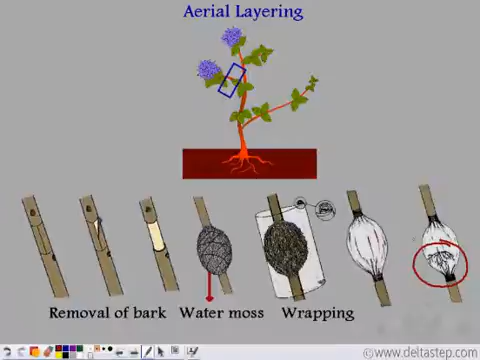 Aerial Layering
Removal of bark Water moss Wrapping
©www.deltastep.com